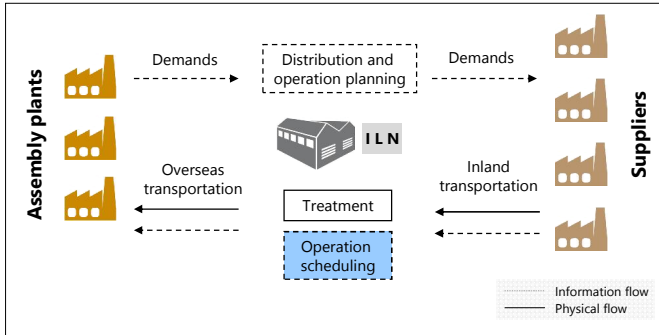 Assembly plants
Demands
Distribution and
operation planning
Demands
Suppliers
I L N
Overseas
transportation
Inland
transportation
Treatment
Operation
scheduling
Information flow
Physical flow